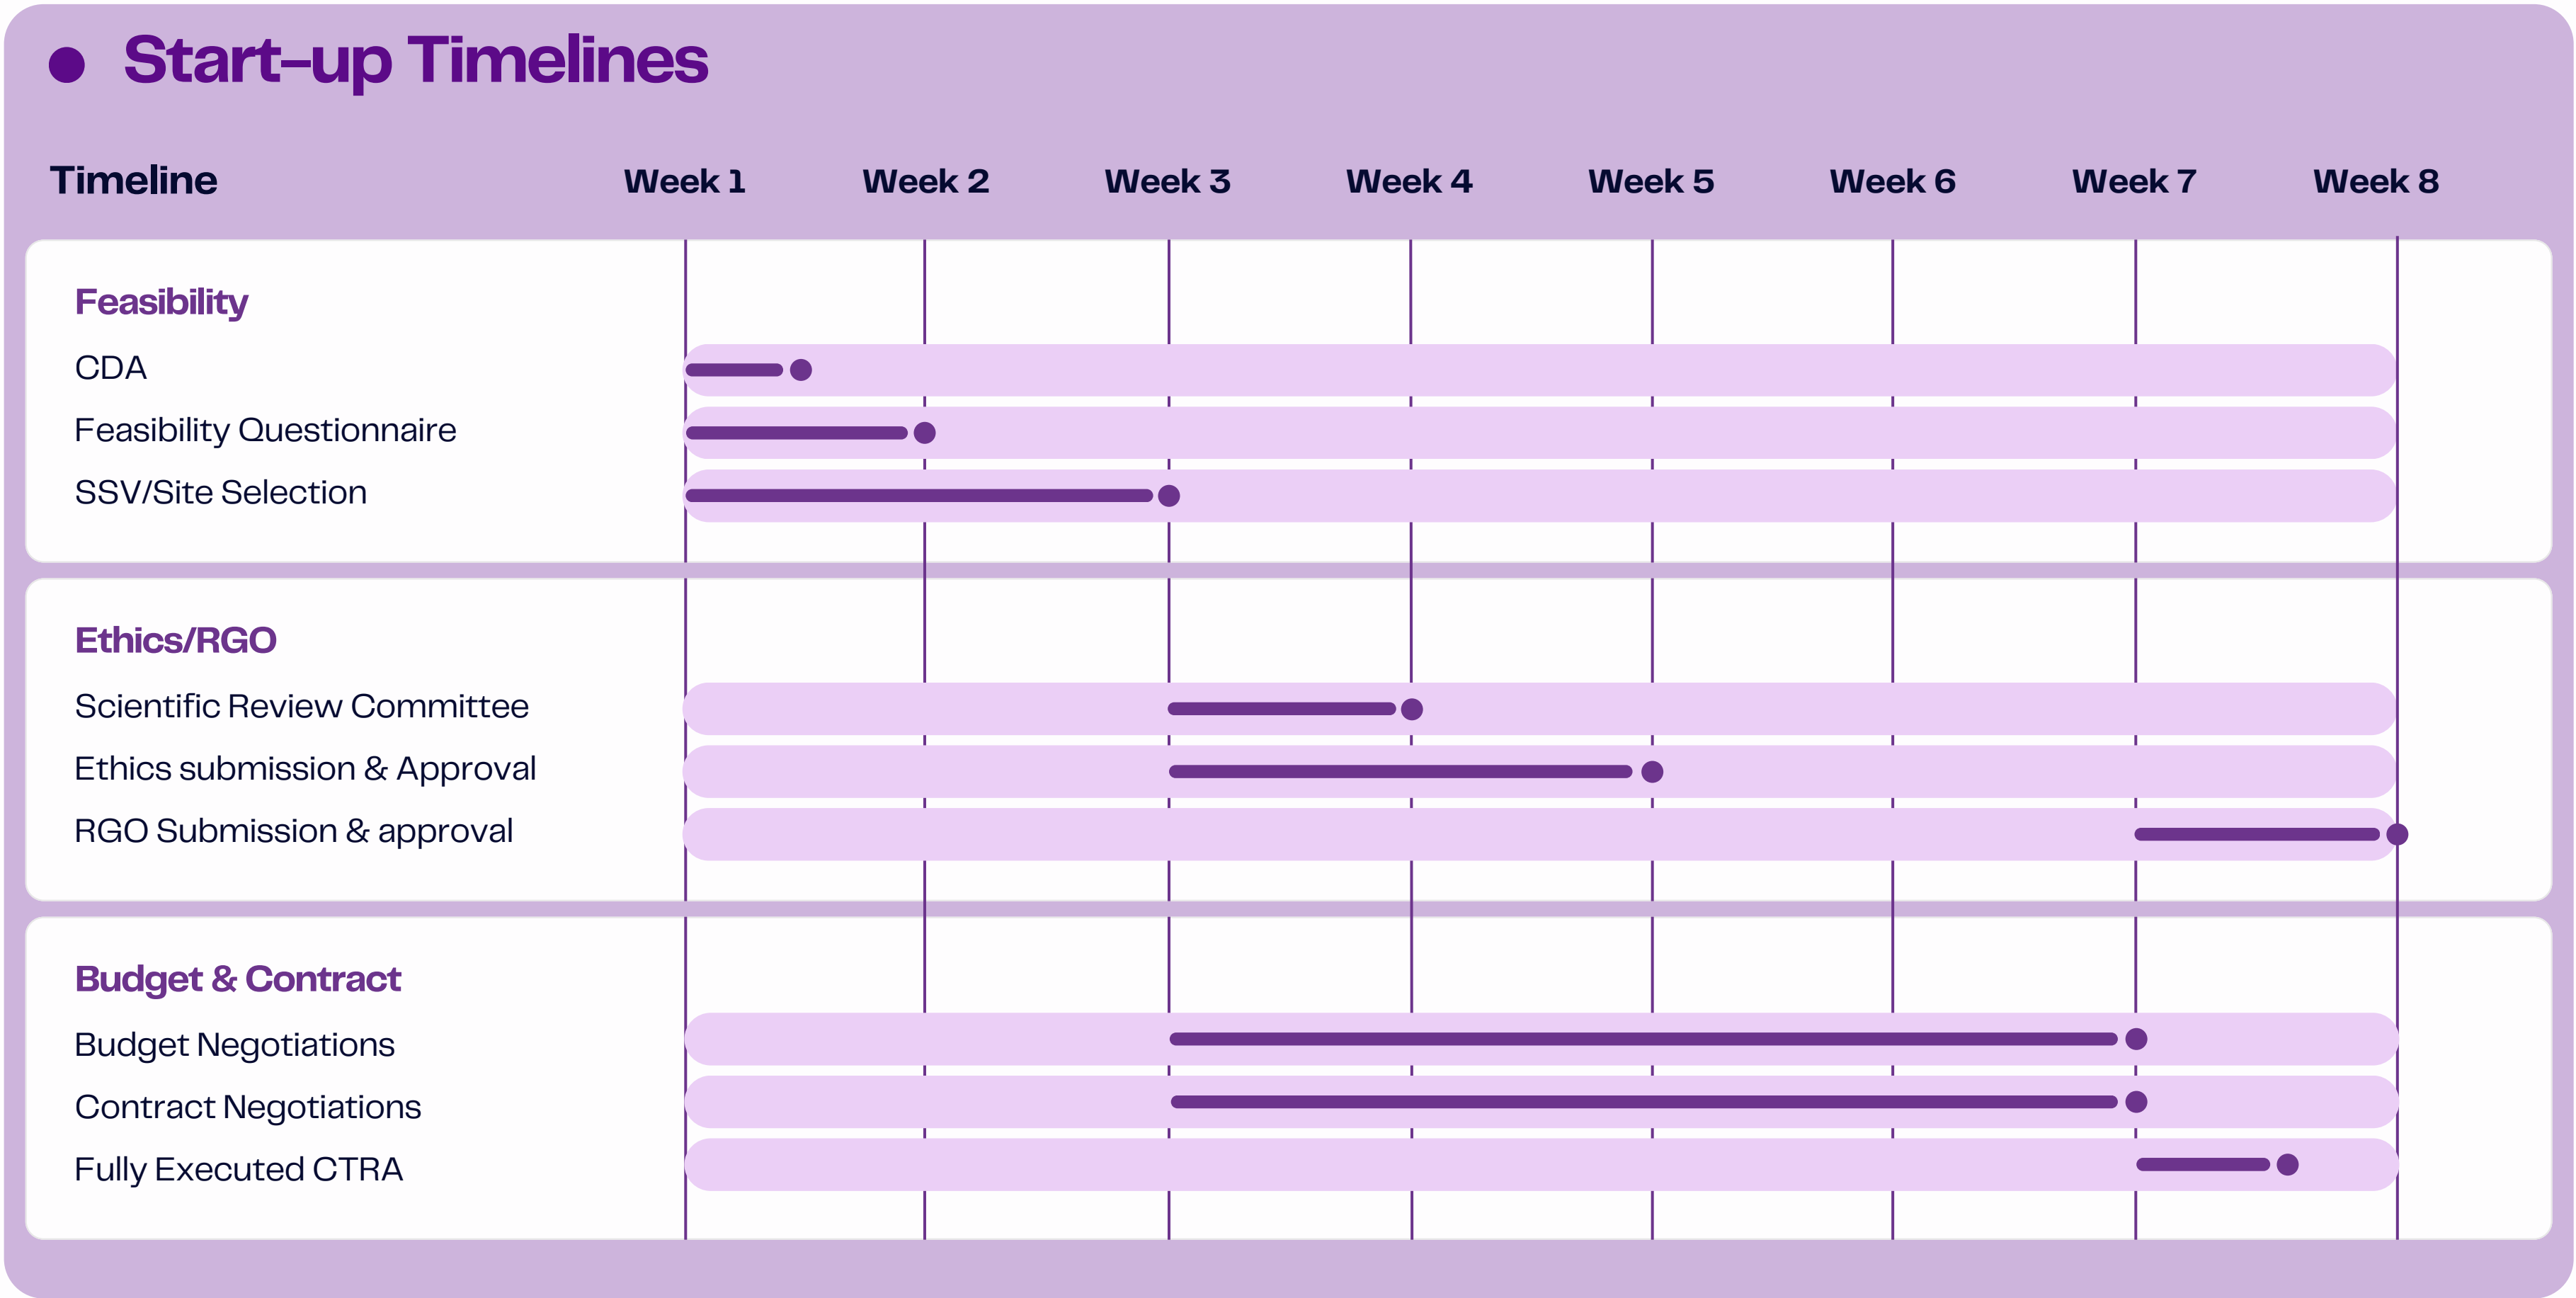 Start-up Timelines
Timeline Week 1 Week 2 Week 3 Week 4 Week 5 Week 6 Week 7 Week 8
Feasibility
CDA
Feasibility Questionnaire
SSV/Site Selection
Ethics/RGO
Scientific Review Committee
Ethics submission & Approval
RGO Submission & approval
Budget & Contract
Budget Negotiations
Contract Negotiations
Fully Executed CTRA